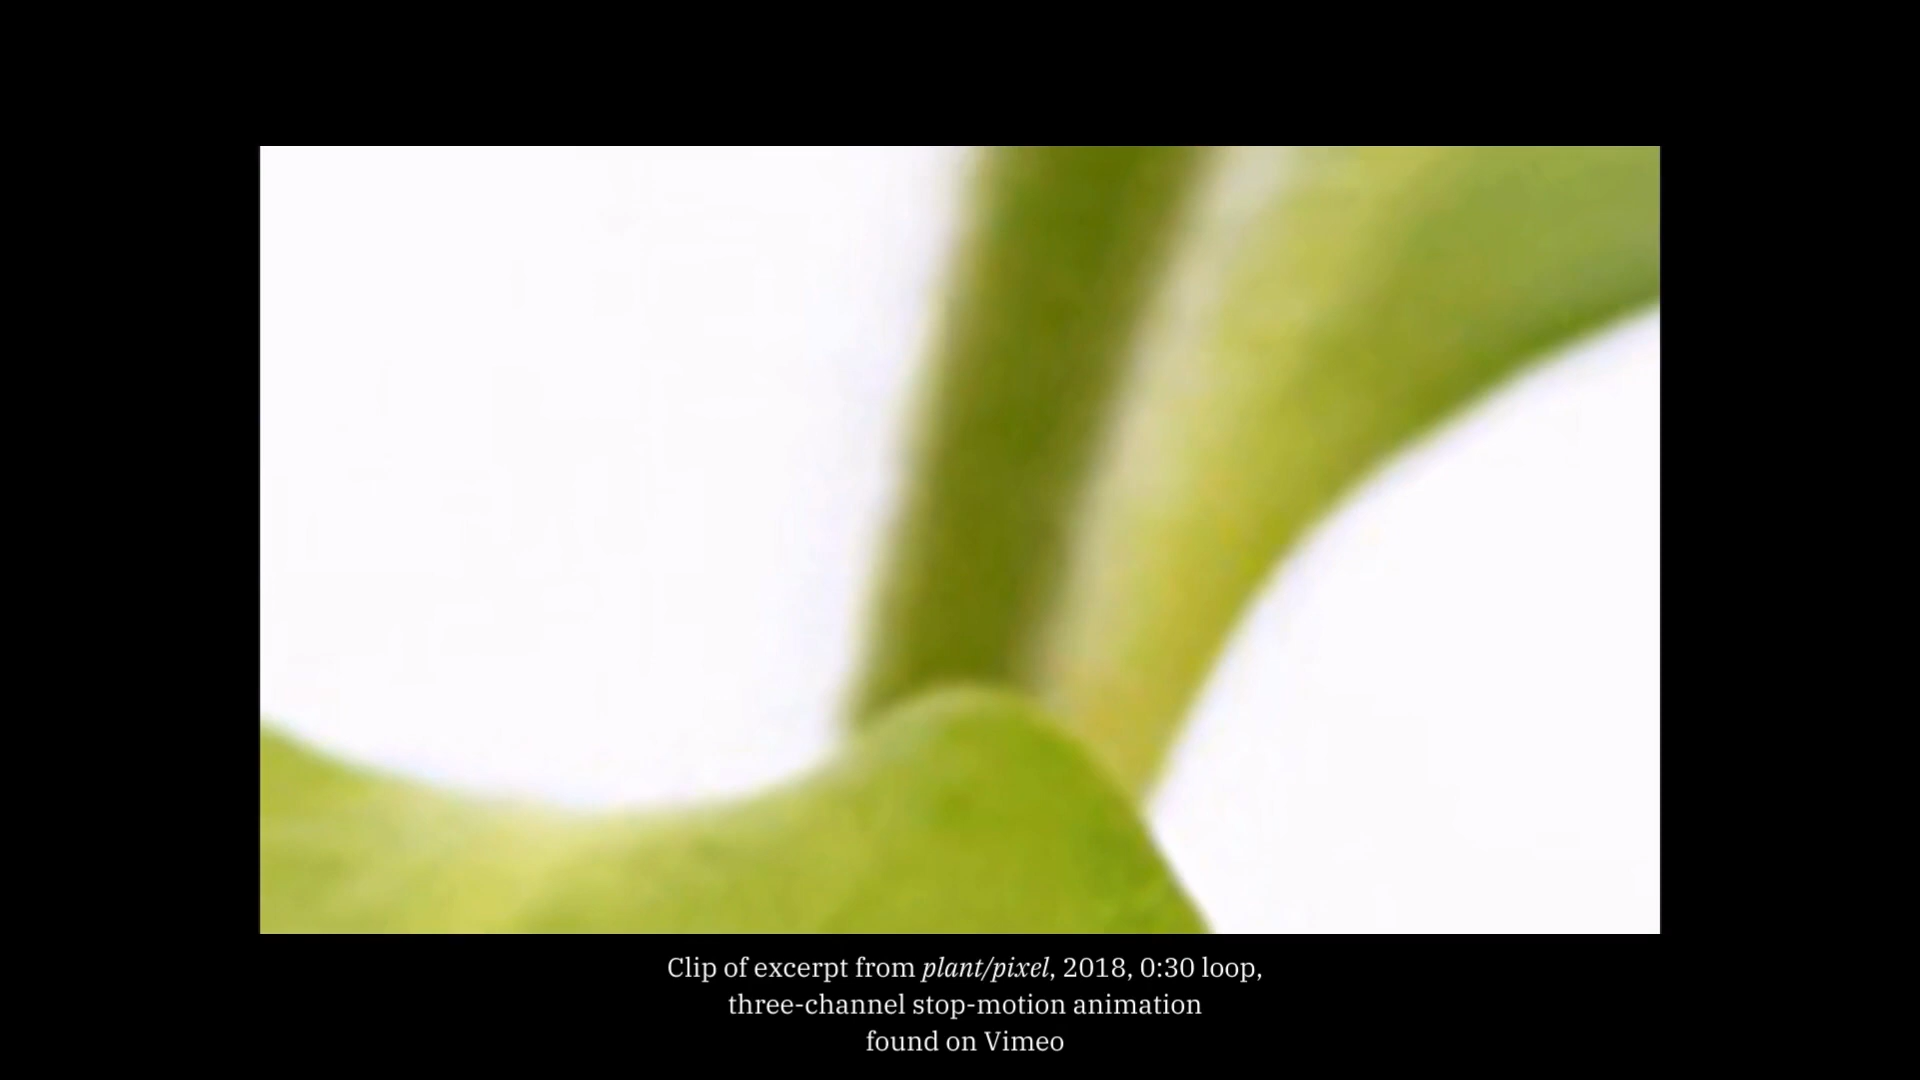 Clip of excerpt from plant/pixel, 2018, 0:30 loop,
three-channel stop-motion animation
found on Vimeo